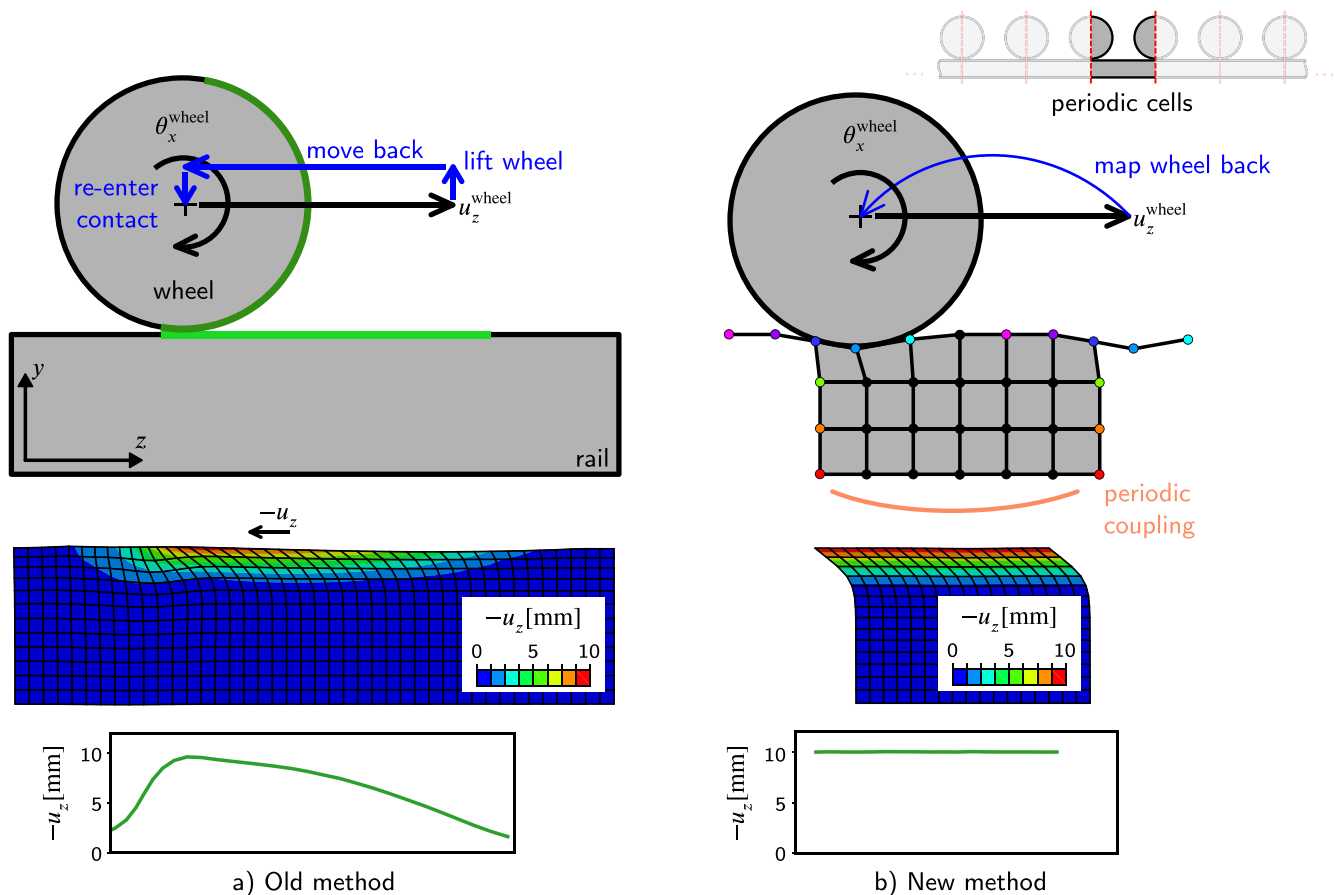 θ_x^wheel
move back
lift wheel
re-enter
contact
u_z^wheel
wheel
y
z
rail
−u_z
−u_z[mm]
0 5 10
−u_z[mm]
10
5
0
a) Old method
periodic cells
θ_x^wheel
map wheel back
u_z^wheel
periodic
coupling
−u_z[mm]
0 5 10
−u_z[mm]
10
5
0
b) New method